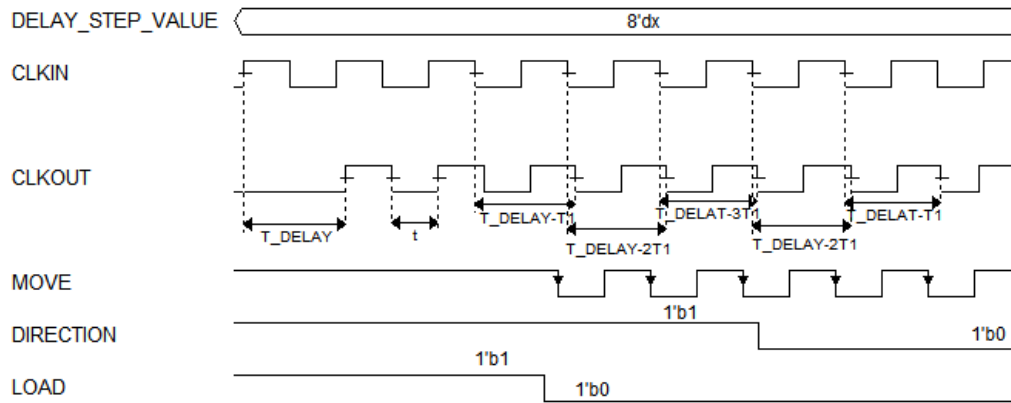 DELAY_STEP_VALUE
8'dx
CLKIN
CLKOUT
T_DELAY
t
T_DELAY-T1
T_DELAY-2T1
T_DELAT-3T1
T_DELAY-2T1
T_DELAT-T1
MOVE
1'b1
DIRECTION
1'b0
1'b1
LOAD
1'b0